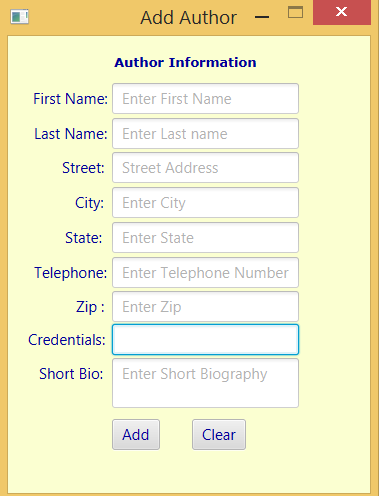 Add Author
Author Information
First Name: Enter First Name
Last Name: Enter Last name
Street: Street Address
City: Enter City
State: Enter State
Telephone: Enter Telephone Number
Zip : Enter Zip
Credentials:
Short Bio: Enter Short Biography
Add Clear